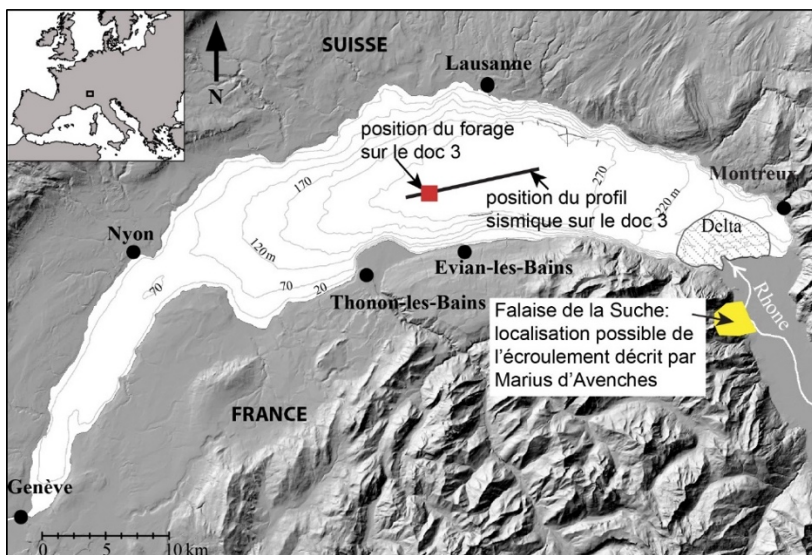 SUISSE
N
Lausanne
position du forage
sur le doc 3
170
270
220 m
Montreux
position du profil
sismique sur le doc 3
Delta
Nyon
120 m
70
Evian-les-Bains
70
20
Thonon-les-Bains
Rhone
Falaise de la Suche:
localisation possible de
l'écroulement décrit par
Marius d'Avenches
FRANCE
Genève
0
5
10 km